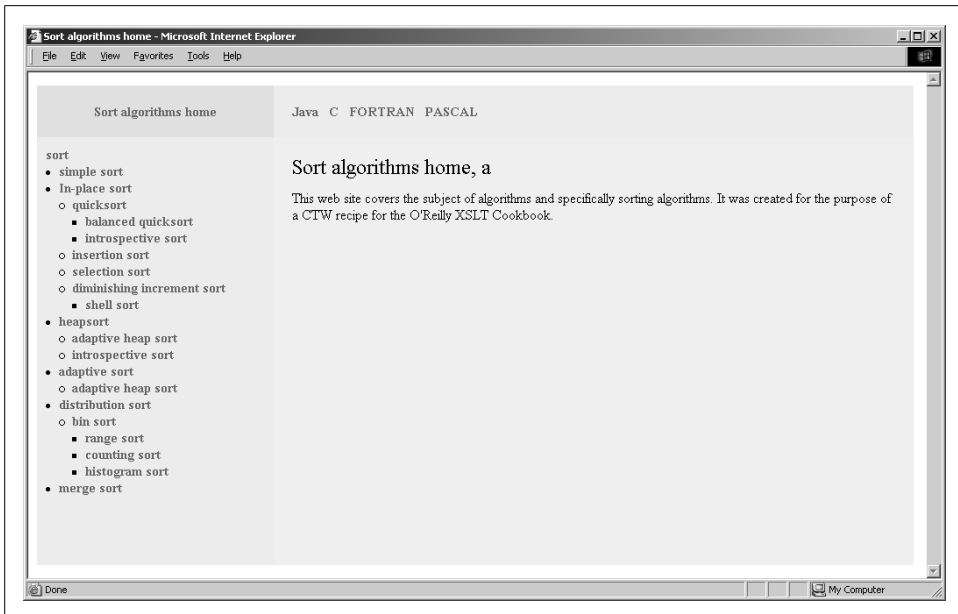 Sort algorithms home - Microsoft Internet Explorer
File Edit View Favorites Tools Help
Sort algorithms home
Java C FORTRAN PASCAL
sort
simple sort
In-place sort
quicksort
balanced quicksort
introspective sort
insertion sort
selection sort
diminishing increment sort
shell sort
heapsort
adaptive heap sort
introspective sort
adaptive sort
adaptive heap sort
distribution sort
bin sort
range sort
counting sort
histogram sort
merge sort
Sort algorithms home, a
This web site covers the subject of algorithms and specifically sorting algorithms. It was created for the purpose of
a CTW recipe for the O'Reilly XSLT Cookbook.
Done
My Computer